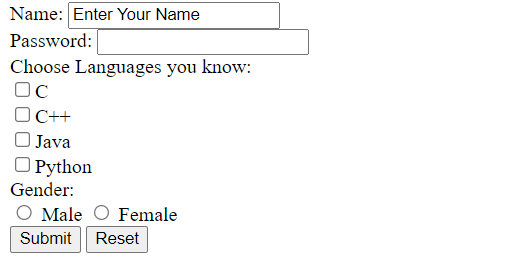 Name: Enter Your Name
Password:
Choose Languages you know:
C
C++
Java
Python
Gender:
Male Female
Submit Reset